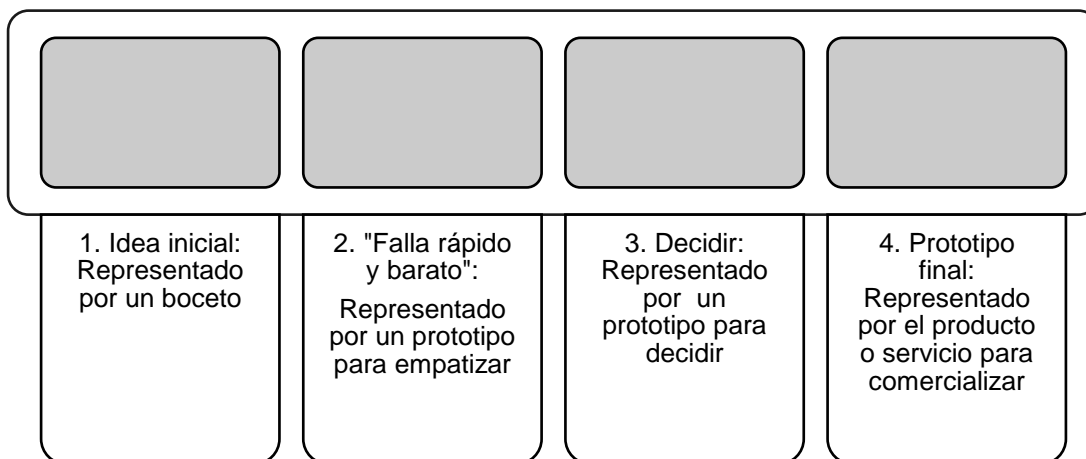 1. Idea inicial:
Representado
por un boceto
2. "Falla rápido
y barato":
Representado
por un prototipo
para empatizar
3. Decidir:
Representado
por un
prototipo para
decidir
4. Prototipo
final:
Representado
por el producto
o servicio para
comercializar